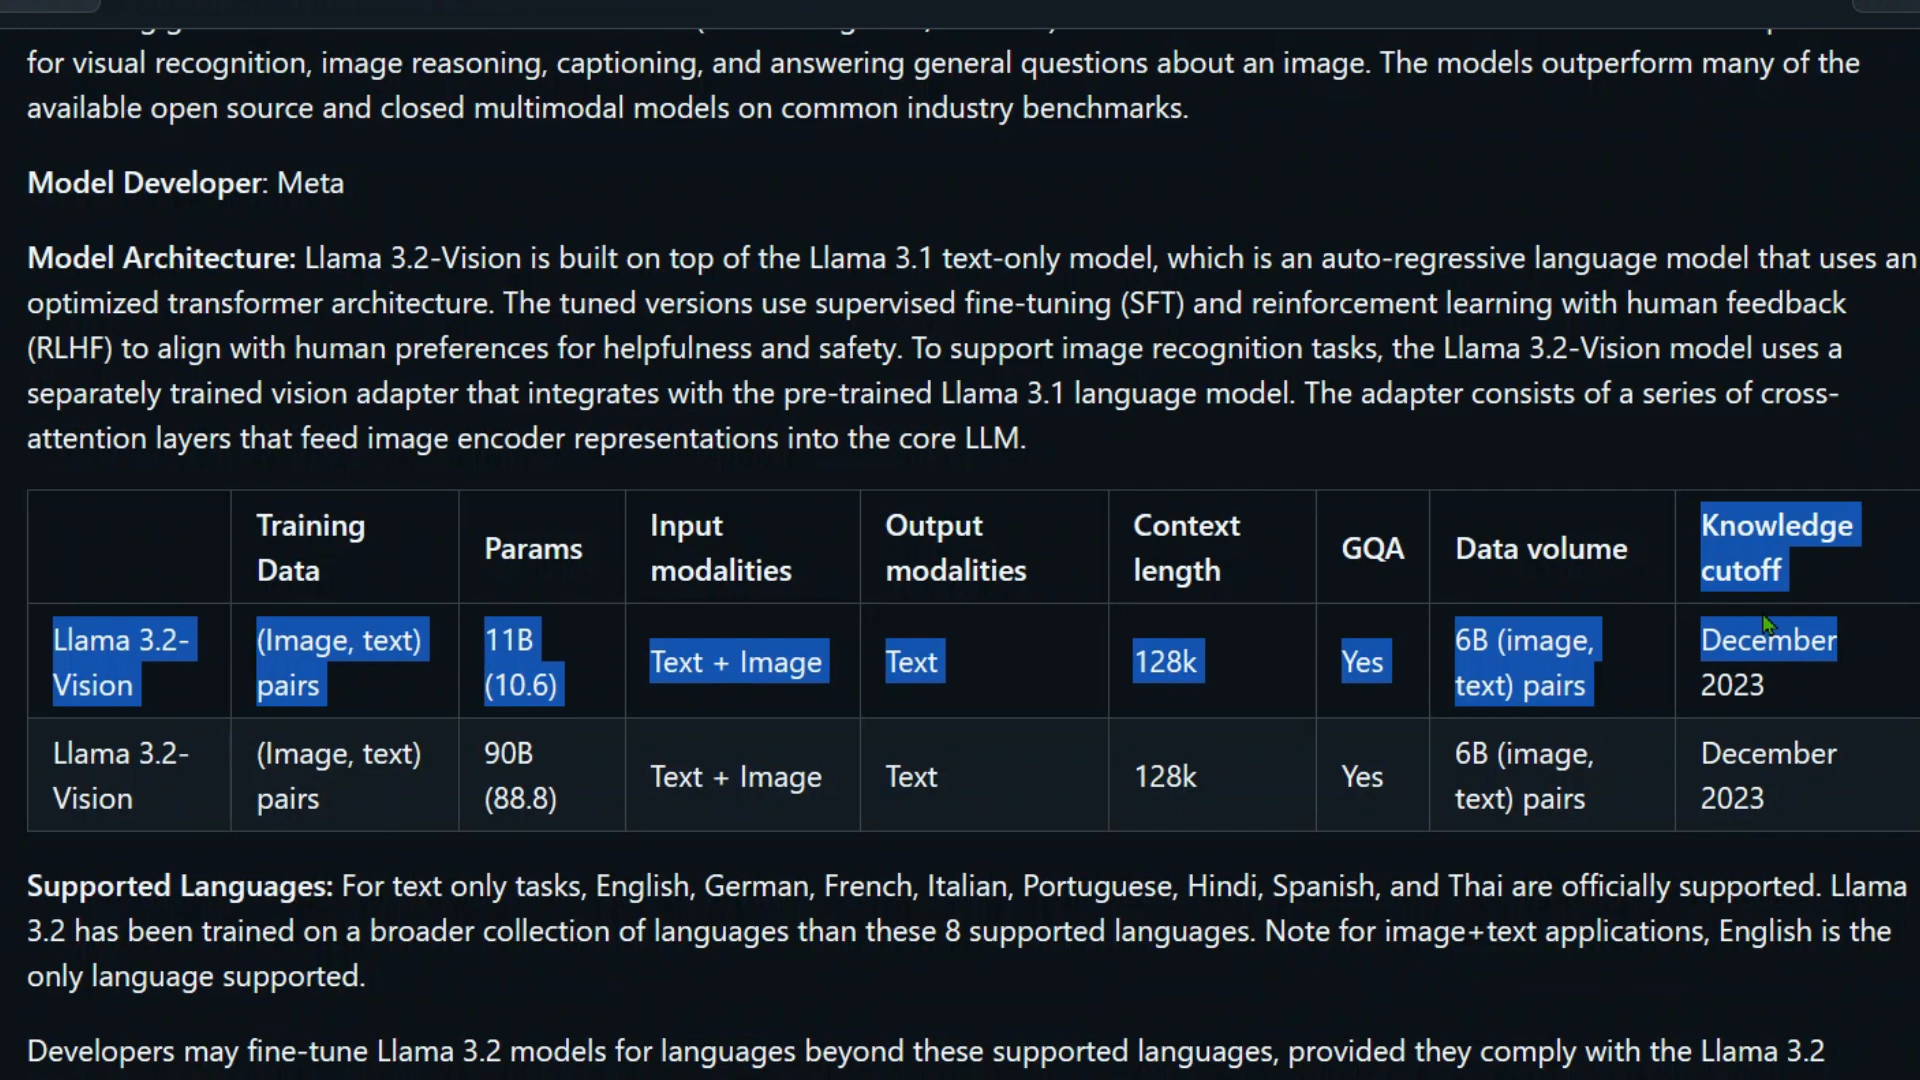 for visual recognition, image reasoning, captioning, and answering general questions about an image. The models outperform many of the
available open source and closed multimodal models on common industry benchmarks.
Model Developer: Meta
Model Architecture: Llama 3.2-Vision is built on top of the Llama 3.1 text-only model, which is an auto-regressive language model that uses an
optimized transformer architecture. The tuned versions use supervised fine-tuning (SFT) and reinforcement learning with human feedback
(RLHF) to align with human preferences for helpfulness and safety. To support image recognition tasks, the Llama 3.2-Vision model uses a
separately trained vision adapter that integrates with the pre-trained Llama 3.1 language model. The adapter consists of a series of cross-
attention layers that feed image encoder representations into the core LLM.
Training Data
Params
Input modalities
Output modalities
Context length
GQA
Data volume
Knowledge cutoff
Llama 3.2-Vision
(Image, text) pairs
11B (10.6)
Text + Image
Text
128k
Yes
6B (image, text) pairs
December 2023
Llama 3.2-Vision
(Image, text) pairs
90B (88.8)
Text + Image
Text
128k
Yes
6B (image, text) pairs
December 2023
Supported Languages: For text only tasks, English, German, French, Italian, Portuguese, Hindi, Spanish, and Thai are officially supported. Llama
3.2 has been trained on a broader collection of languages than these 8 supported languages. Note for image+text applications, English is the
only language supported.
Developers may fine-tune Llama 3.2 models for languages beyond these supported languages, provided they comply with the Llama 3.2